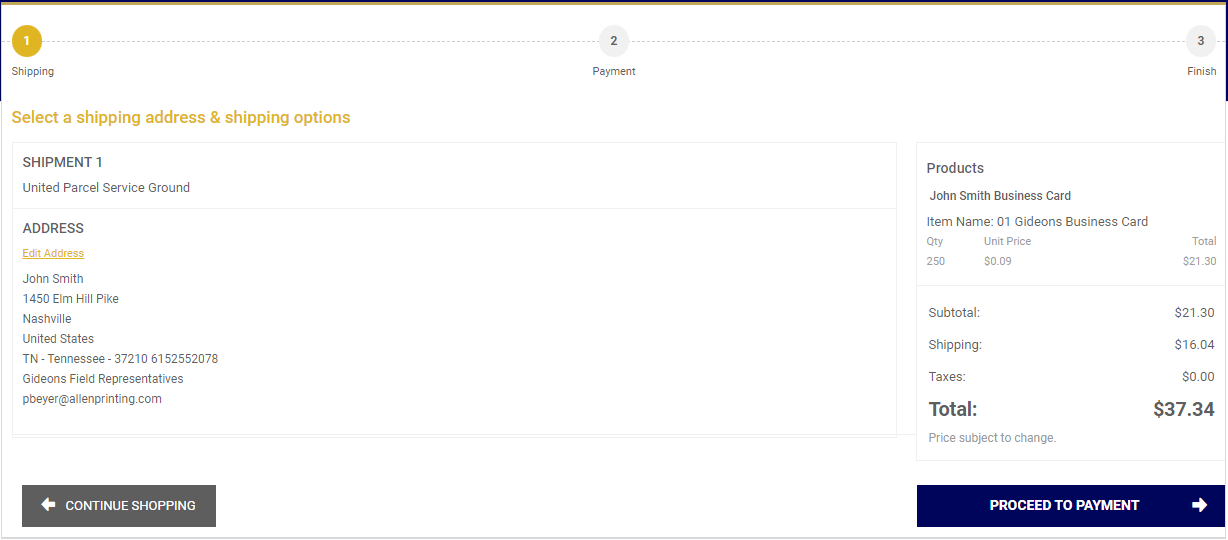 1
2
3
Shipping
Payment
Finish
Select a shipping address & shipping options
SHIPMENT 1
United Parcel Service Ground
ADDRESS
Edit Address
John Smith
1450 Elm Hill Pike
Nashville
United States
TN - Tennessee - 37210 6152552078
Gideons Field Representatives
pbeyer@allenprinting.com
Products
John Smith Business Card
Item Name: 01 Gideons Business Card
Qty Unit Price Total
250 $0.09 $21.30
Subtotal: $21.30
Shipping: $16.04
Taxes: $0.00
Total: $37.34
Price subject to change.
CONTINUE SHOPPING
PROCEED TO PAYMENT